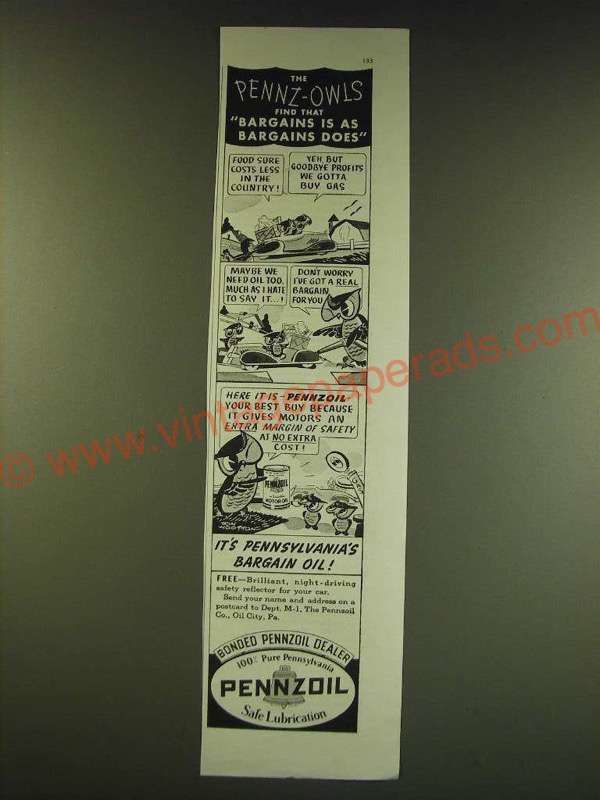 133
THE
PENNZ-OWLS
FIND THAT
"BARGAINS IS AS
BARGAINS DOES"
FOOD SURE
COSTS LESS
IN THE
COUNTRY!
YEH BUT
GOODBYE PROFITS
WE GOTTA
BUY GAS
MAYBE WE
NEED OIL TOO,
MUCH AS I HATE
TO SAY IT...!
DON'T WORRY
I'VE GOT A REAL
BARGAIN
FOR YOU
HERE IT IS - PENNZOIL
YOUR BEST BUY BECAUSE
IT GIVES MOTORS AN
EXTRA MARGIN OF SAFETY
AT NO EXTRA
COST!
PENNZOIL
MOTOR OIL
IT'S PENNSYLVANIA'S
BARGAIN OIL!
FREE—Brilliant, night-driving
safety reflector for your car.
Send your name and address on a
postcard to Dept. M-1, The Pennzoil
Co., Oil City, Pa.
BONDED PENNZOIL DEALER
100% Pure Pennsylvania
PENNZOIL
Safe Lubrication
© www.vintagepaperads.com